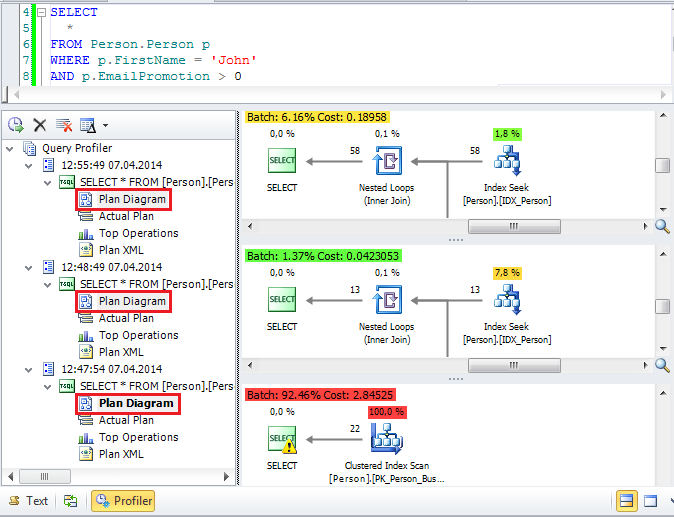 4 SELECT
5 *
6 FROM Person.Person p
7 WHERE p.FirstName = 'John'
8 AND p.EmailPromotion > 0
Query Profiler
12:55:49 07.04.2014
TSQL SELECT * FROM [Person].[Pers
Plan Diagram
Actual Plan
Top Operations
Plan XML
12:48:49 07.04.2014
TSQL SELECT * FROM [Person].[Pers
Plan Diagram
Actual Plan
Top Operations
Plan XML
12:47:54 07.04.2014
TSQL SELECT * FROM [Person].[Pers
Plan Diagram
Actual Plan
Top Operations
Plan XML
Batch: 6.16% Cost: 0.18958
0,0 % 0,1 % 1,8 %
SELECT 58 58
SELECT Nested Loops Index Seek
(Inner Join) [Person].[IDX_Person]
Batch: 1.37% Cost: 0.0423053
0,0 % 0,1 % 7,8 %
SELECT 13 13
SELECT Nested Loops Index Seek
(Inner Join) [Person].[IDX_Person]
Batch: 92.46% Cost: 2.84525
0,0 % 100,0 %
SELECT 22
SELECT Clustered Index Scan
[Person].[PK_Person_Bus...
Text Profiler